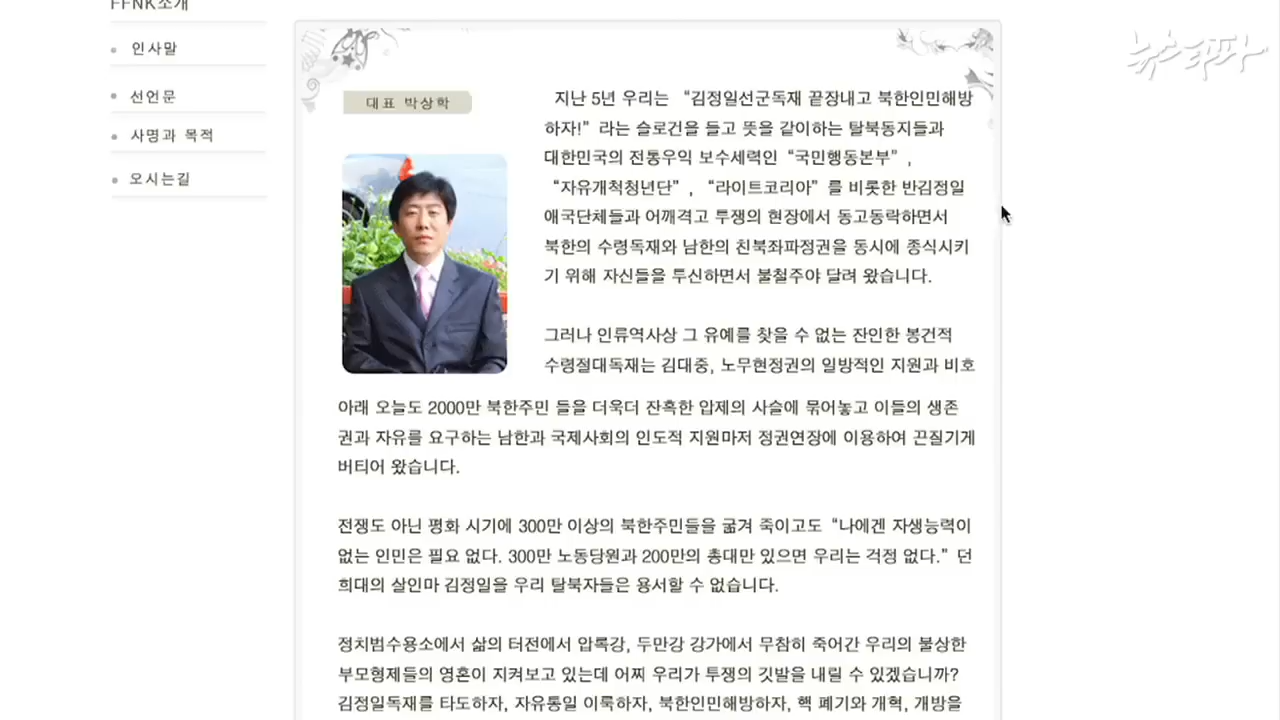 FFNK소개
인사말
선언문
사명과 목적
오시는길
뉴스타파
대표 박상학
지난 5년 우리는 “김정일선군독재 끝장내고 북한인민해방
하자!” 라는 슬로건을 들고 뜻을 같이하는 탈북동지들과
대한민국의 전통우익 보수세력인 “국민행동본부” ,
“자유개척청년단” , “라이트코리아” 를 비롯한 반김정일
애국단체들과 어깨격고 투쟁의 현장에서 동고동락하면서
북한의 수령독재와 남한의 친북좌파정권을 동시에 종식시키
기 위해 자신들을 투신하면서 불철주야 달려 왔습니다.
그러나 인류역사상 그 유예를 찾을 수 없는 잔인한 봉건적
수령절대독재는 김대중, 노무현정권의 일방적인 지원과 비호
아래 오늘도 2000만 북한주민 들을 더욱더 잔혹한 압제의 사슬에 묶어놓고 이들의 생존
권과 자유를 요구하는 남한과 국제사회의 인도적 지원마저 정권연장에 이용하여 끈질기게
버티어 왔습니다.
전쟁도 아닌 평화 시기에 300만 이상의 북한주민들을 굶겨 죽이고도 “나에겐 자생능력이
없는 인민은 필요 없다. 300만 노동당원과 200만의 총대만 있으면 우리는 걱정 없다.” 던
희대의 살인마 김정일을 우리 탈북자들은 용서할 수 없습니다.
정치범수용소에서 삶의 터전에서 압록강, 두만강 강가에서 무참히 죽어간 우리의 불상한
부모형제들의 영혼이 지켜보고 있는데 어찌 우리가 투쟁의 깃발을 내릴 수 있겠습니까?
김정일독재를 타도하자, 자유통일 이룩하자, 북한인민해방하자, 핵 폐기와 개혁, 개방을